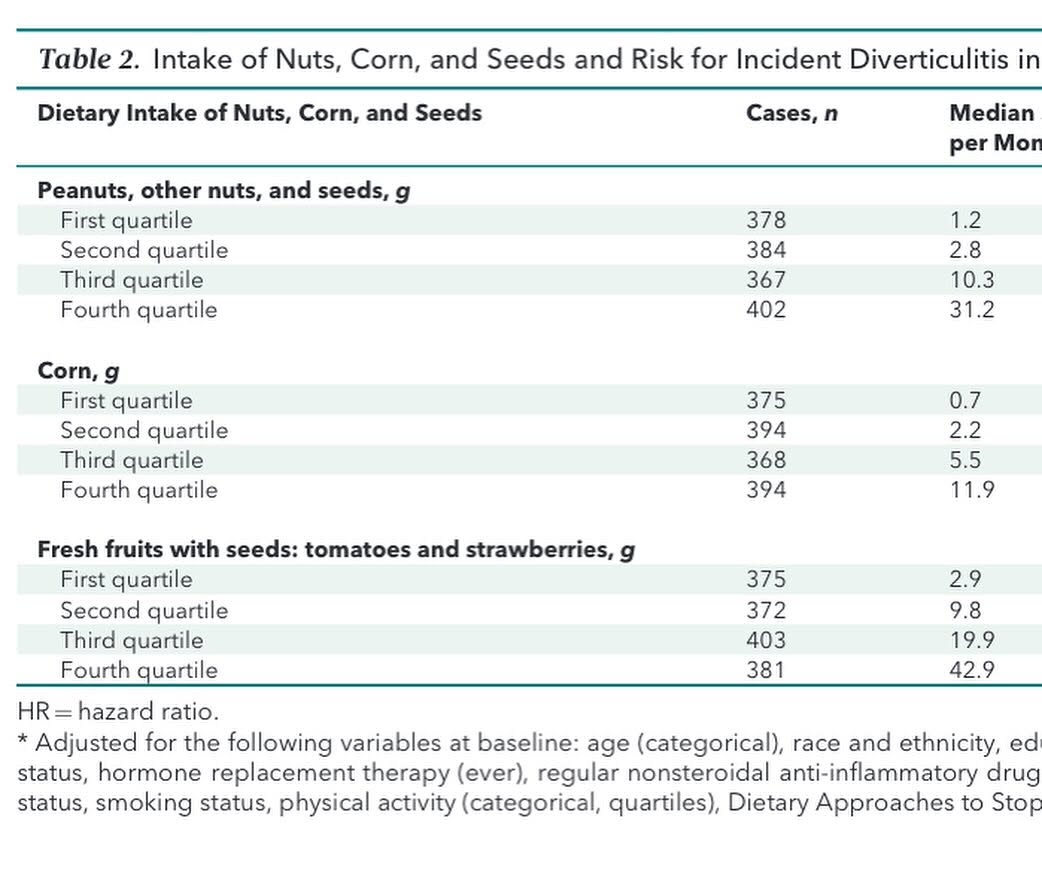 Table 2. Intake of Nuts, Corn, and Seeds and Risk for Incident Diverticulitis in
Dietary Intake of Nuts, Corn, and Seeds Cases, n Median
per Mon
Peanuts, other nuts, and seeds, g
First quartile 378 1.2
Second quartile 384 2.8
Third quartile 367 10.3
Fourth quartile 402 31.2
Corn, g
First quartile 375 0.7
Second quartile 394 2.2
Third quartile 368 5.5
Fourth quartile 394 11.9
Fresh fruits with seeds: tomatoes and strawberries, g
First quartile 375 2.9
Second quartile 372 9.8
Third quartile 403 19.9
Fourth quartile 381 42.9
HR = hazard ratio.
* Adjusted for the following variables at baseline: age (categorical), race and ethnicity,
status, hormone replacement therapy (ever), regular nonsteroidal anti-inflammatory drug
status, smoking status, physical activity (categorical, quartiles), Dietary Approaches to Stop